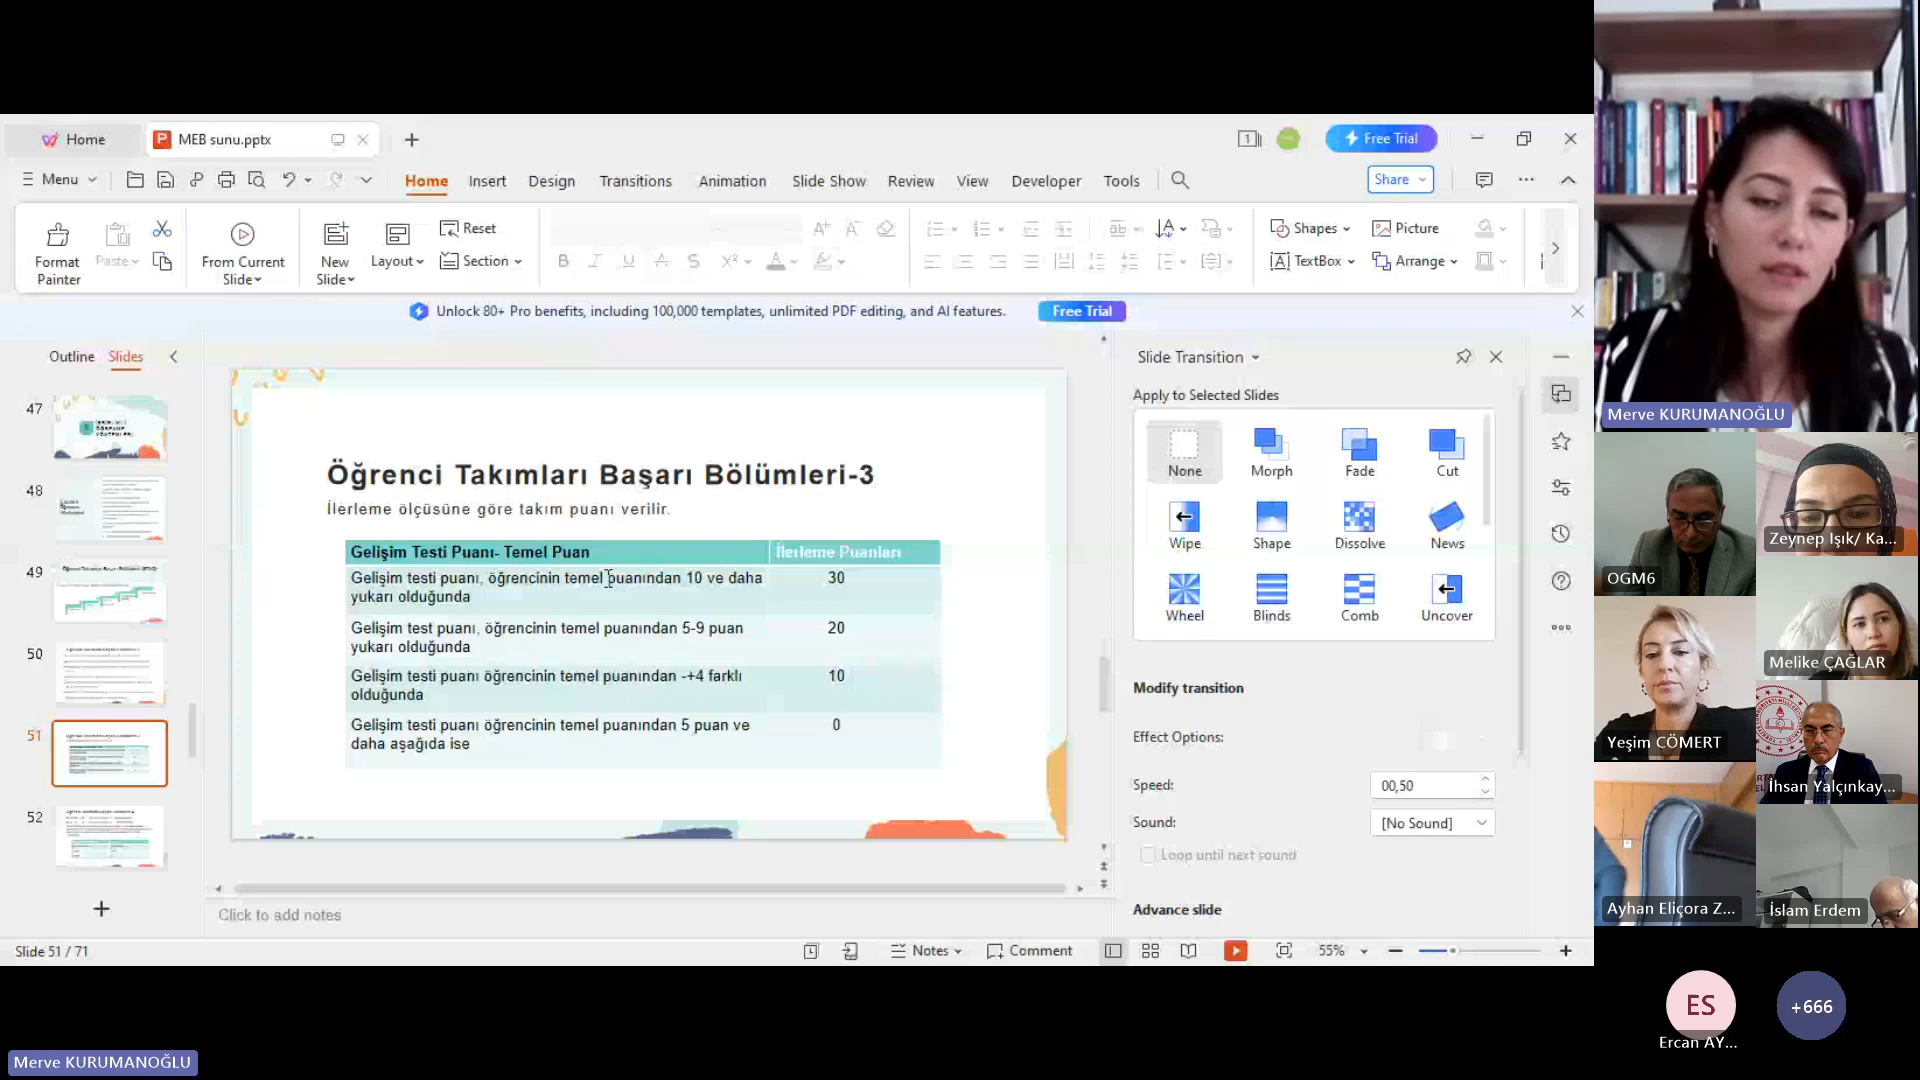 Home
MEB sunu.pptx
Free Trial
Menu
Home Insert Design Transitions Animation Slide Show Review View Developer Tools
Share
Format Painter
Paste
From Current Slide
New Slide
Layout
Reset
Section
Shapes
Picture
TextBox
Arrange
Unlock 80+ Pro benefits, including 100,000 templates, unlimited PDF editing, and AI features.
Free Trial
Outline Slides
47
48
49
50
51
52
Öğrenci Takımları Başarı Bölümleri-3
İlerleme ölçüsüne göre takım puanı verilir.
Gelişim Testi Puanı- Temel Puan İlerleme Puanları
Gelişim testi puanı, öğrencinin temel puanından 10 ve daha yukarı olduğunda 30
Gelişim test puanı, öğrencinin temel puanından 5-9 puan yukarı olduğunda 20
Gelişim testi puanı öğrencinin temel puanından -+4 farklı olduğunda 10
Gelişim testi puanı öğrencinin temel puanından 5 puan ve daha aşağıda ise 0
Click to add notes
Slide Transition
Apply to Selected Slides
None Morph Fade Cut
Wipe Shape Dissolve News
Wheel Blinds Comb Uncover
Modify transition
Effect Options:
Speed: 00,50
Sound: [No Sound]
Loop until next sound
Advance slide
Slide 51 / 71
Notes
Comment
55%
Merve KURUMANOĞLU
OGM6
Zeynep Işık/ Ka...
Yeşim CÖMERT
Melike ÇAĞLAR
İhsan Yalçınkay...
Ayhan Eliçora Z...
İslam Erdem
ES
Ercan AY...
+666
Merve KURUMANOĞLU